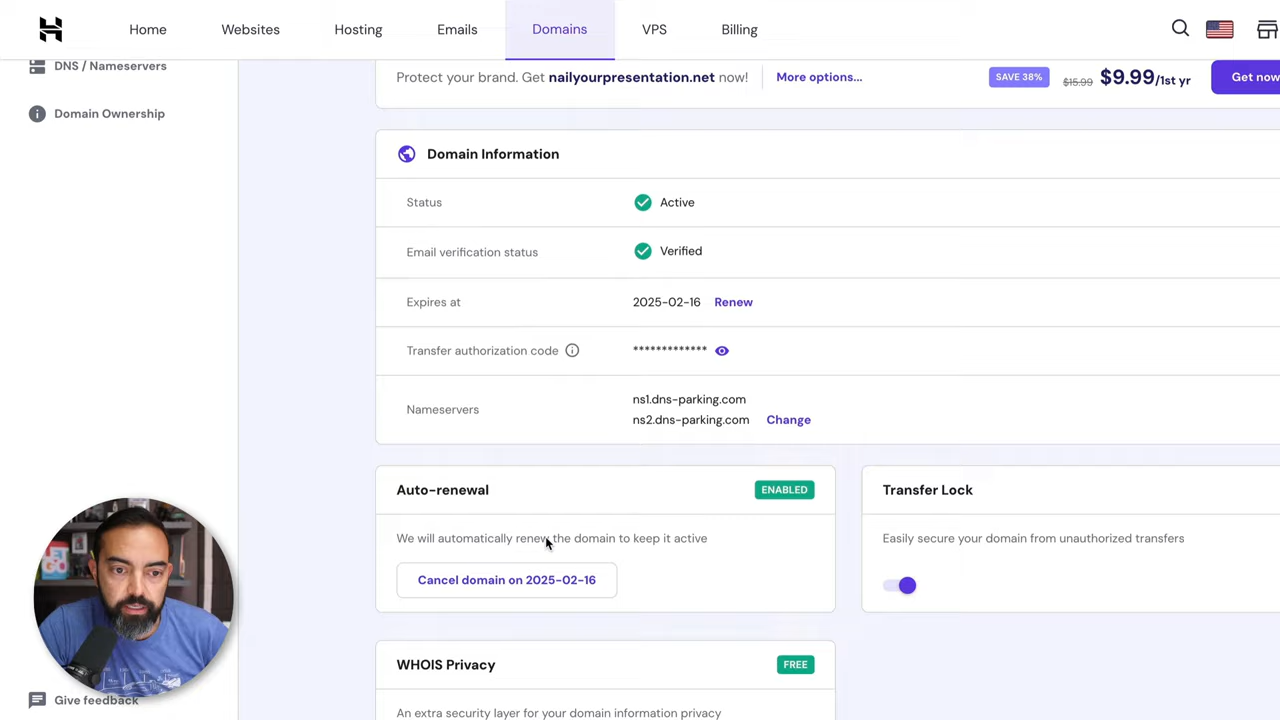 Home
Websites
Hosting
Emails
Domains
VPS
Billing
DNS / Nameservers
Domain Ownership
Protect your brand. Get nailyourpresentation.net now!
More options...
SAVE 38%
$15.99
$9.99/1st yr
Get now
Domain Information
Status
Active
Email verification status
Verified
Expires at
2025-02-16
Renew
Transfer authorization code
*************
Nameservers
ns1.dns-parking.com
ns2.dns-parking.com
Change
Auto-renewal
ENABLED
We will automatically renew the domain to keep it active
Cancel domain on 2025-02-16
Transfer Lock
Easily secure your domain from unauthorized transfers
WHOIS Privacy
FREE
An extra security layer for your domain information privacy
Give feedback